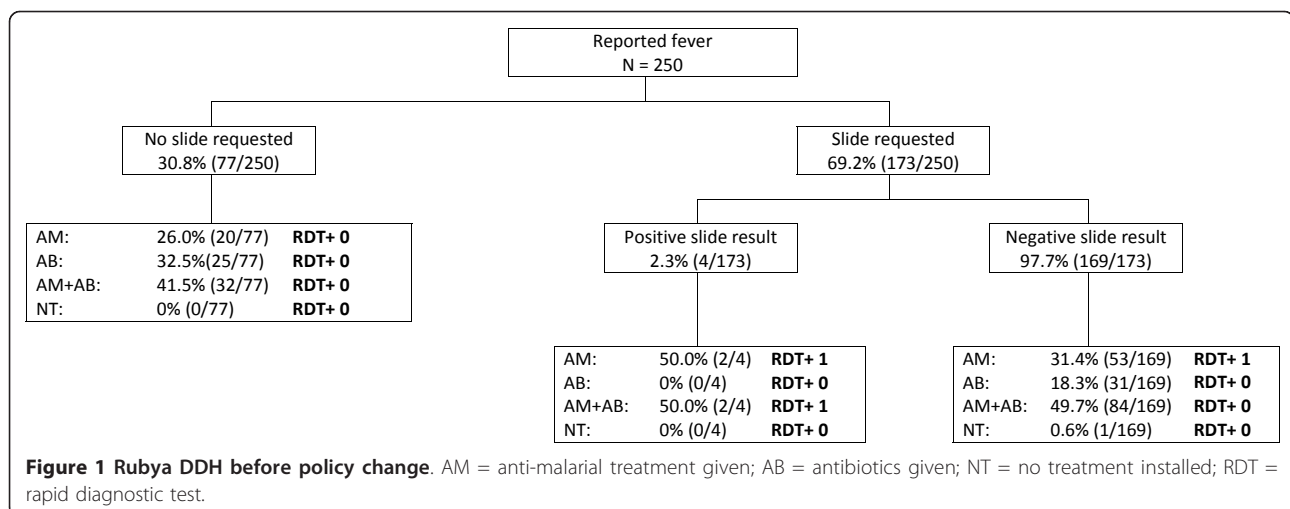 Reported fever
N = 250
No slide requested
30.8% (77/250)
Slide requested
69.2% (173/250)
AM: 26.0% (20/77) RDT+ 0
AB: 32.5%(25/77) RDT+ 0
AM+AB: 41.5% (32/77) RDT+ 0
NT: 0% (0/77) RDT+ 0
Positive slide result
2.3% (4/173)
Negative slide result
97.7% (169/173)
AM: 50.0% (2/4) RDT+ 1
AB: 0% (0/4) RDT+ 0
AM+AB: 50.0% (2/4) RDT+ 1
NT: 0% (0/4) RDT+ 0
AM: 31.4% (53/169) RDT+ 1
AB: 18.3% (31/169) RDT+ 0
AM+AB: 49.7% (84/169) RDT+ 0
NT: 0.6% (1/169) RDT+ 0
Figure 1 Rubya DDH before policy change. AM = anti-malarial treatment given; AB = antibiotics given; NT = no treatment installed; RDT =
rapid diagnostic test.